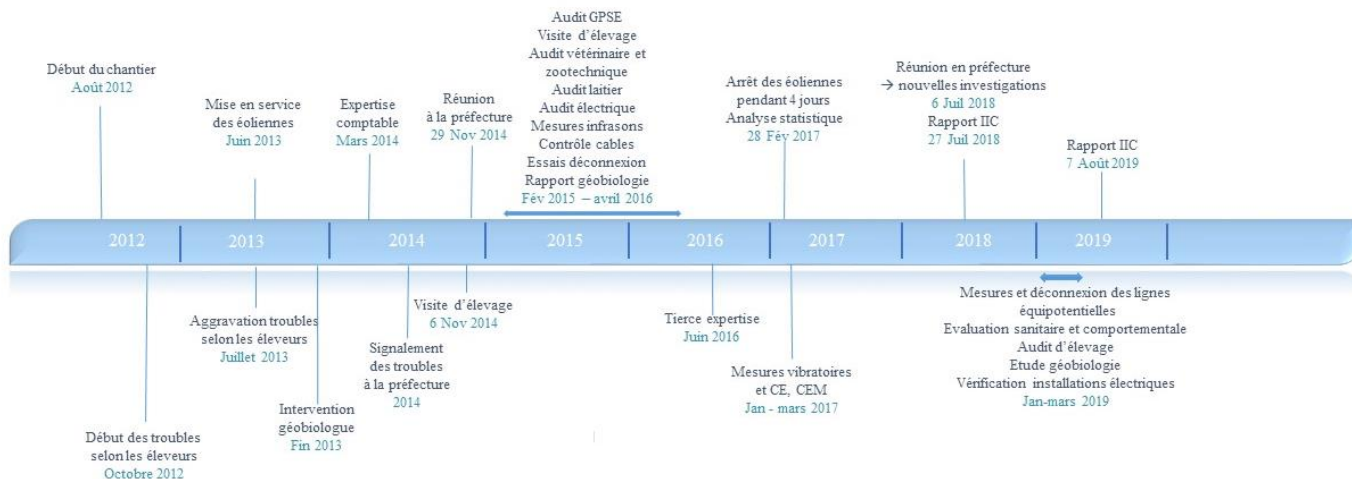 Début du chantier
Août 2012
Mise en service
des éoliennes
Juin 2013
Expertise
comptable
Mars 2014
Réunion
à la préfecture
29 Nov 2014
Audit GPSE
Visite d'élevage
Audit vétérinaire et
zootechnique
Audit laitier
Audit électrique
Mesures infrasons
Contrôle cables
Essais déconnexion
Rapport géobiologie
Fév 2015 – avril 2016
Arrêt des éoliennes
pendant 4 jours
Analyse statistique
28 Fév 2017
Réunion en préfecture
→ nouvelles investigations
6 Juil 2018
Rapport IIC
27 Juil 2018
Rapport IIC
7 Août 2019
2012
2013
2014
2015
2016
2017
2018
2019
Début des troubles
selon les éleveurs
Octobre 2012
Aggravation troubles
selon les éleveurs
Juillet 2013
Intervention
géobiologue
Fin 2013
Signalement
des troubles
à la préfecture
2014
Visite d'élevage
6 Nov 2014
Tierce expertise
Juin 2016
Mesures vibratoires
et CE, CEM
Jan - mars 2017
Mesures et déconnexion des lignes
équipotentielles
Evaluation sanitaire et comportementale
Audit d'élevage
Etude géobiologie
Vérification installations électriques
Jan-mars 2019